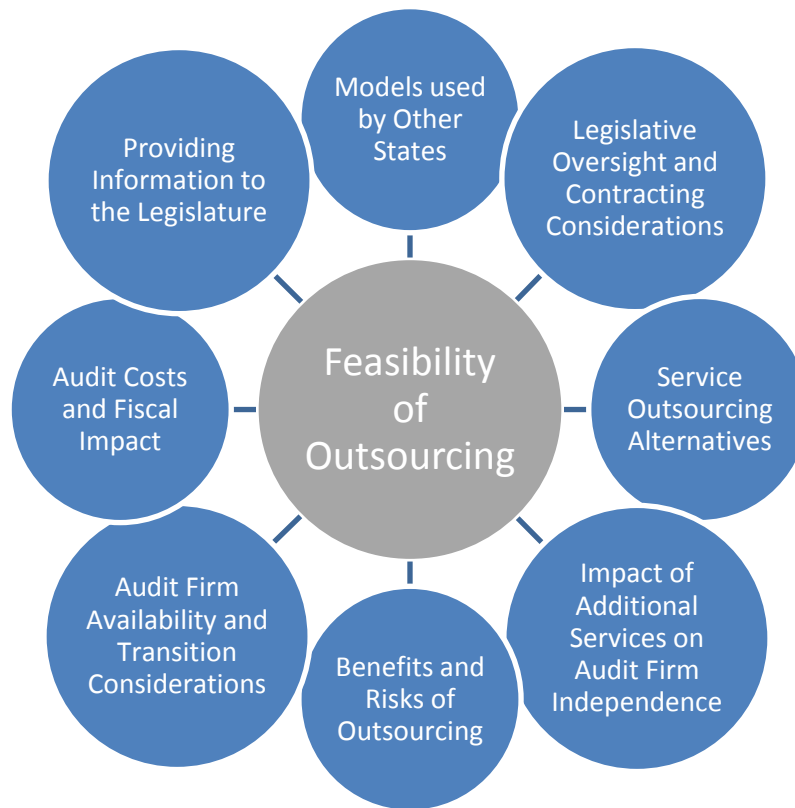 Models used
by Other
States
Legislative
Oversight and
Contracting
Considerations
Service
Outsourcing
Alternatives
Impact of
Additional
Services on
Audit Firm
Independence
Benefits and
Risks of
Outsourcing
Audit Firm
Availability and
Transition
Considerations
Audit Costs
and Fiscal
Impact
Providing
Information to
the Legislature
Feasibility
of
Outsourcing